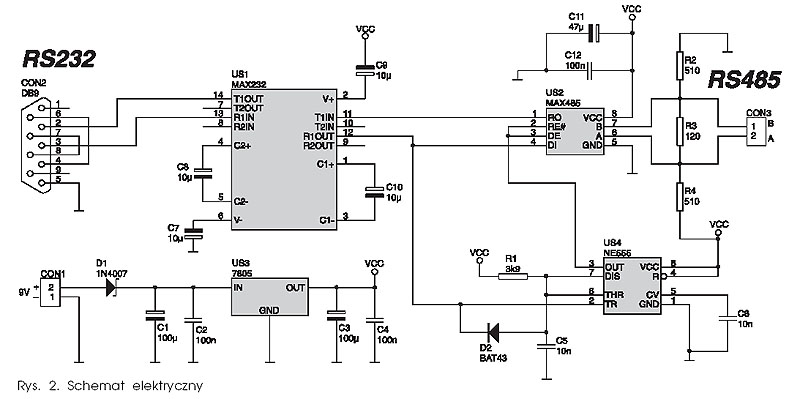 RS232
CON2
DB9
1
6
2
7
3
8
4
9
5
US1
MAX232
14 T1OUT V+ 2
7 T2OUT
13 R1IN T1IN 11
8 R2IN T2IN 10
R1OUT 12
4 C2+ R2OUT 9
C1+ 1
5 C2-
6 V- C1- 3
C8
10µ
C7
10µ
VCC
C9
10µ
C10
10µ
VCC
C11
47µ
C12
100n
US2
MAX485
1 RO VCC 8
2 RE# B 7
3 DE A 6
4 DI GND 5
R2
510
RS485
R3
120
CON3
1 B
2 A
R4
510
VCC
US4
NE555
3 OUT VCC 8
7 DIS R 4
6 THR CV 5
2 TR GND 1
VCC
R1
3k9
D2
BAT43
C5
10n
C6
10n
CON1
9V + 2
− 1
D1
1N4007
C1
100µ
C2
100n
US3
7805
IN OUT
GND
VCC
C3
100µ
C4
100n
Rys. 2. Schemat elektryczny